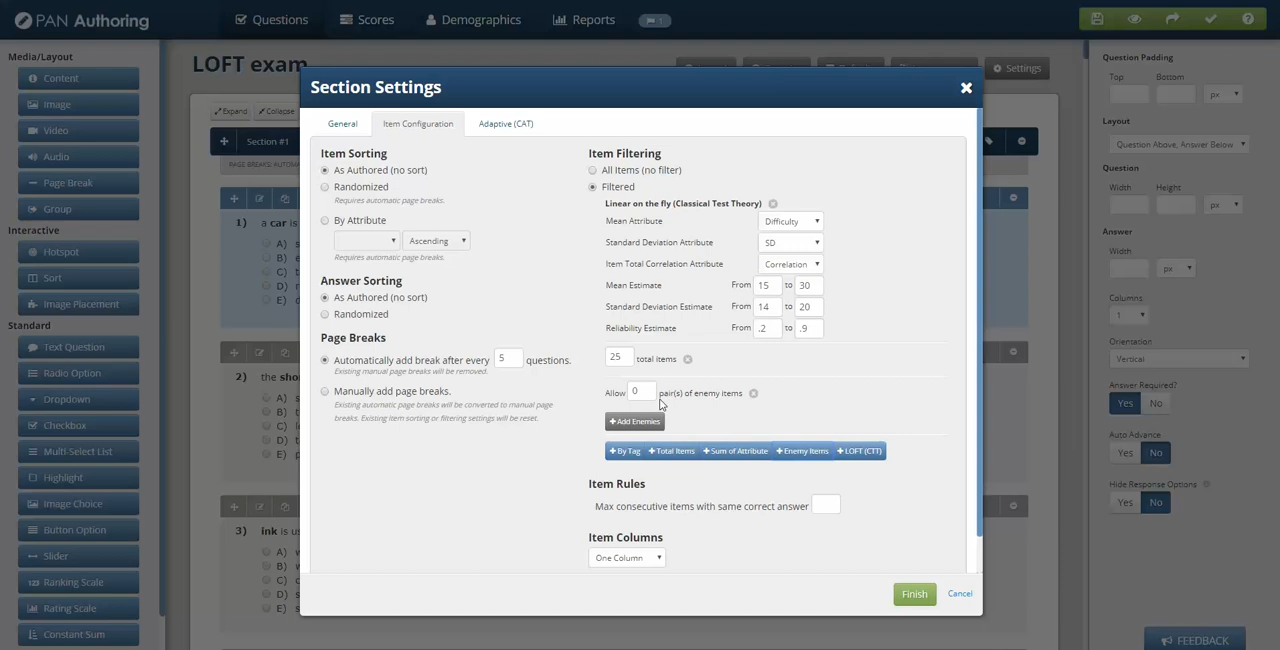 PAN Authoring
Questions
Scores
Demographics
Reports
1
Media/Layout
Content
Image
Video
Audio
Page Break
Group
Interactive
Hotspot
Sort
Image Placement
Standard
Text Question
Radio Option
Dropdown
Checkbox
Multi-Select List
Highlight
Image Choice
Button Option
Slider
Ranking Scale
Rating Scale
Constant Sum
LOFT exam
Settings
Expand
Collapse
Section #1
PAGE BREAKS: AUTOMA
1) a car is
A)
B)
C)
D)
E)
2) the shor
A)
B)
C)
D)
E)
3) ink is us
A)
B)
C)
D)
E)
Section Settings
General
Item Configuration
Adaptive (CAT)
Item Sorting
As Authored (no sort)
Randomized
Requires automatic page breaks.
By Attribute
Ascending
Requires automatic page breaks.
Answer Sorting
As Authored (no sort)
Randomized
Page Breaks
Automatically add break after every 5 questions.
Existing manual page breaks will be removed.
Manually add page breaks.
Existing automatic page breaks will be converted to manual page
breaks. Existing item sorting or filtering settings will be reset.
Item Filtering
All Items (no filter)
Filtered
Linear on the fly (Classical Test Theory)
Mean Attribute Difficulty
Standard Deviation Attribute SD
Item Total Correlation Attribute Correlation
Mean Estimate From 15 to 30
Standard Deviation Estimate From 14 to 20
Reliability Estimate From .2 to .9
25 total items
Allow 0 pair(s) of enemy items
+Add Enemies
+By Tag +Total Items +Sum of Attribute +Enemy Items +LOFT (CTT)
Item Rules
Max consecutive items with same correct answer
Item Columns
One Column
Finish
Cancel
Question Padding
Top Bottom
px
Layout
Question Above, Answer Below
Question
Width Height
px
Answer
Width
px
Columns
1
Orientation
Vertical
Answer Required?
Yes No
Auto Advance
Yes No
Hide Response Options
Yes No
FEEDBACK